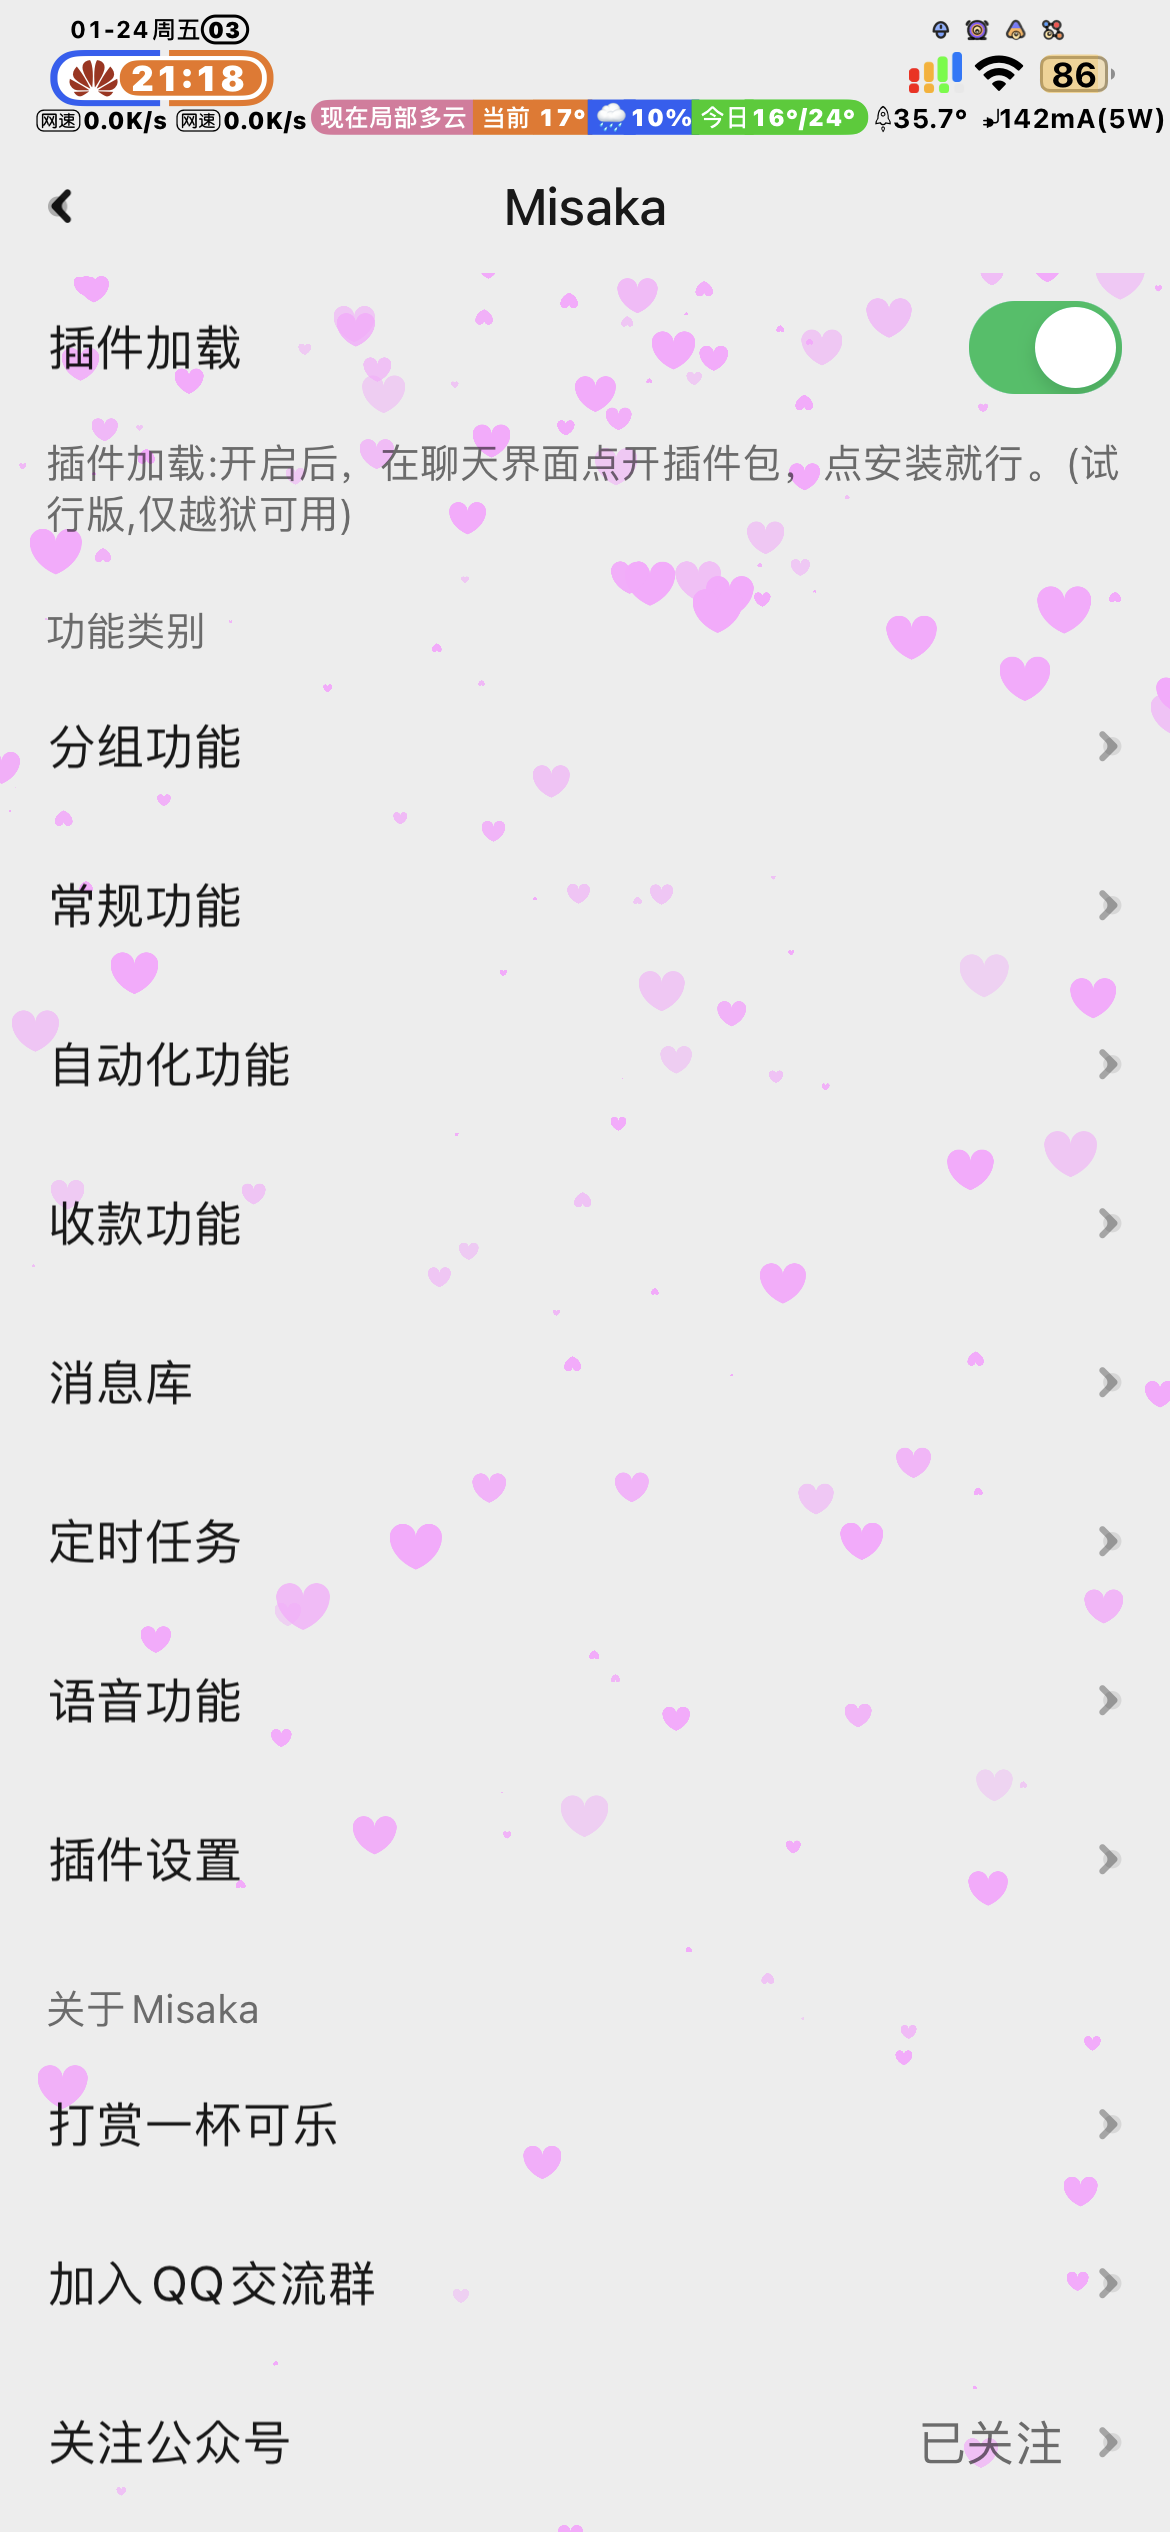 01-24周五 03
21:18
86
网速 0.0K/s 网速 0.0K/s 现在局部多云 当前 17° 10% 今日16°/24° 35.7° 142mA(5W)
Misaka
插件加载
插件加载:开启后，在聊天界面点开插件包，点安装就行。(试
行版,仅越狱可用)
功能类别
分组功能
常规功能
自动化功能
收款功能
消息库
定时任务
语音功能
插件设置
关于Misaka
打赏一杯可乐
加入QQ交流群
关注公众号 已关注